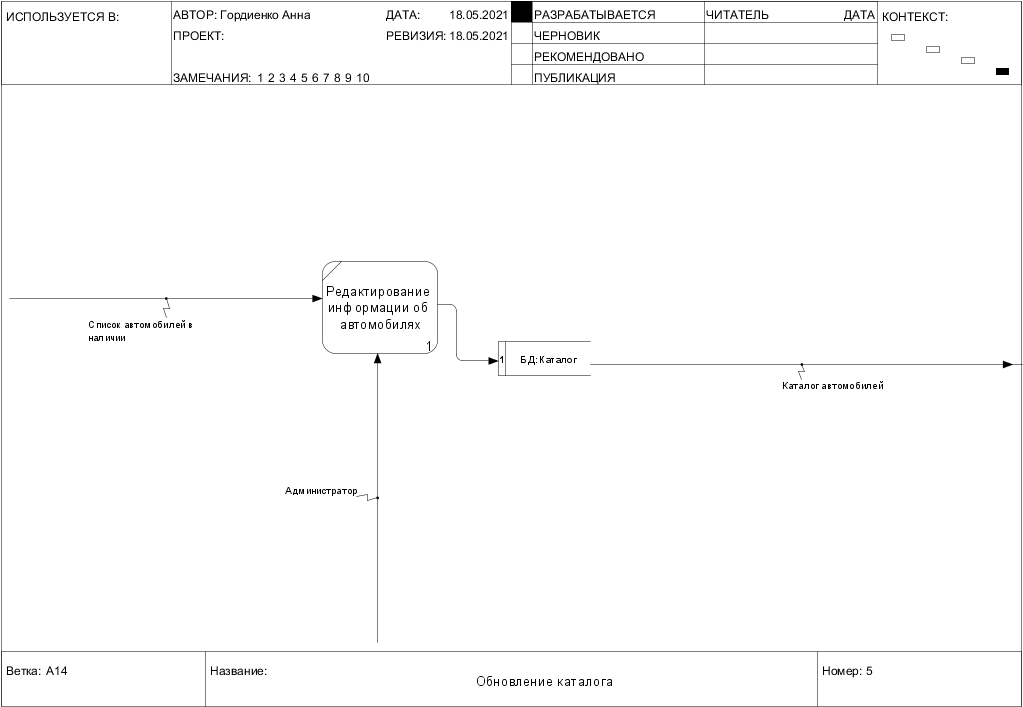 ИСПОЛЬЗУЕТСЯ В:
АВТОР: Гордиенко Анна
ДАТА: 18.05.2021
ПРОЕКТ:
РЕВИЗИЯ: 18.05.2021
ЗАМЕЧАНИЯ: 1 2 3 4 5 6 7 8 9 10
РАЗРАБАТЫВАЕТСЯ
ЧЕРНОВИК
РЕКОМЕНДОВАНО
ПУБЛИКАЦИЯ
ЧИТАТЕЛЬ
ДАТА
КОНТЕКСТ:
Список автомобилей в
наличии
Редактирование
информации об
автомобилях
1
1
БД: Каталог
Каталог автомобилей
Администратор
Ветка: A14
Название:
Обновление каталога
Номер: 5